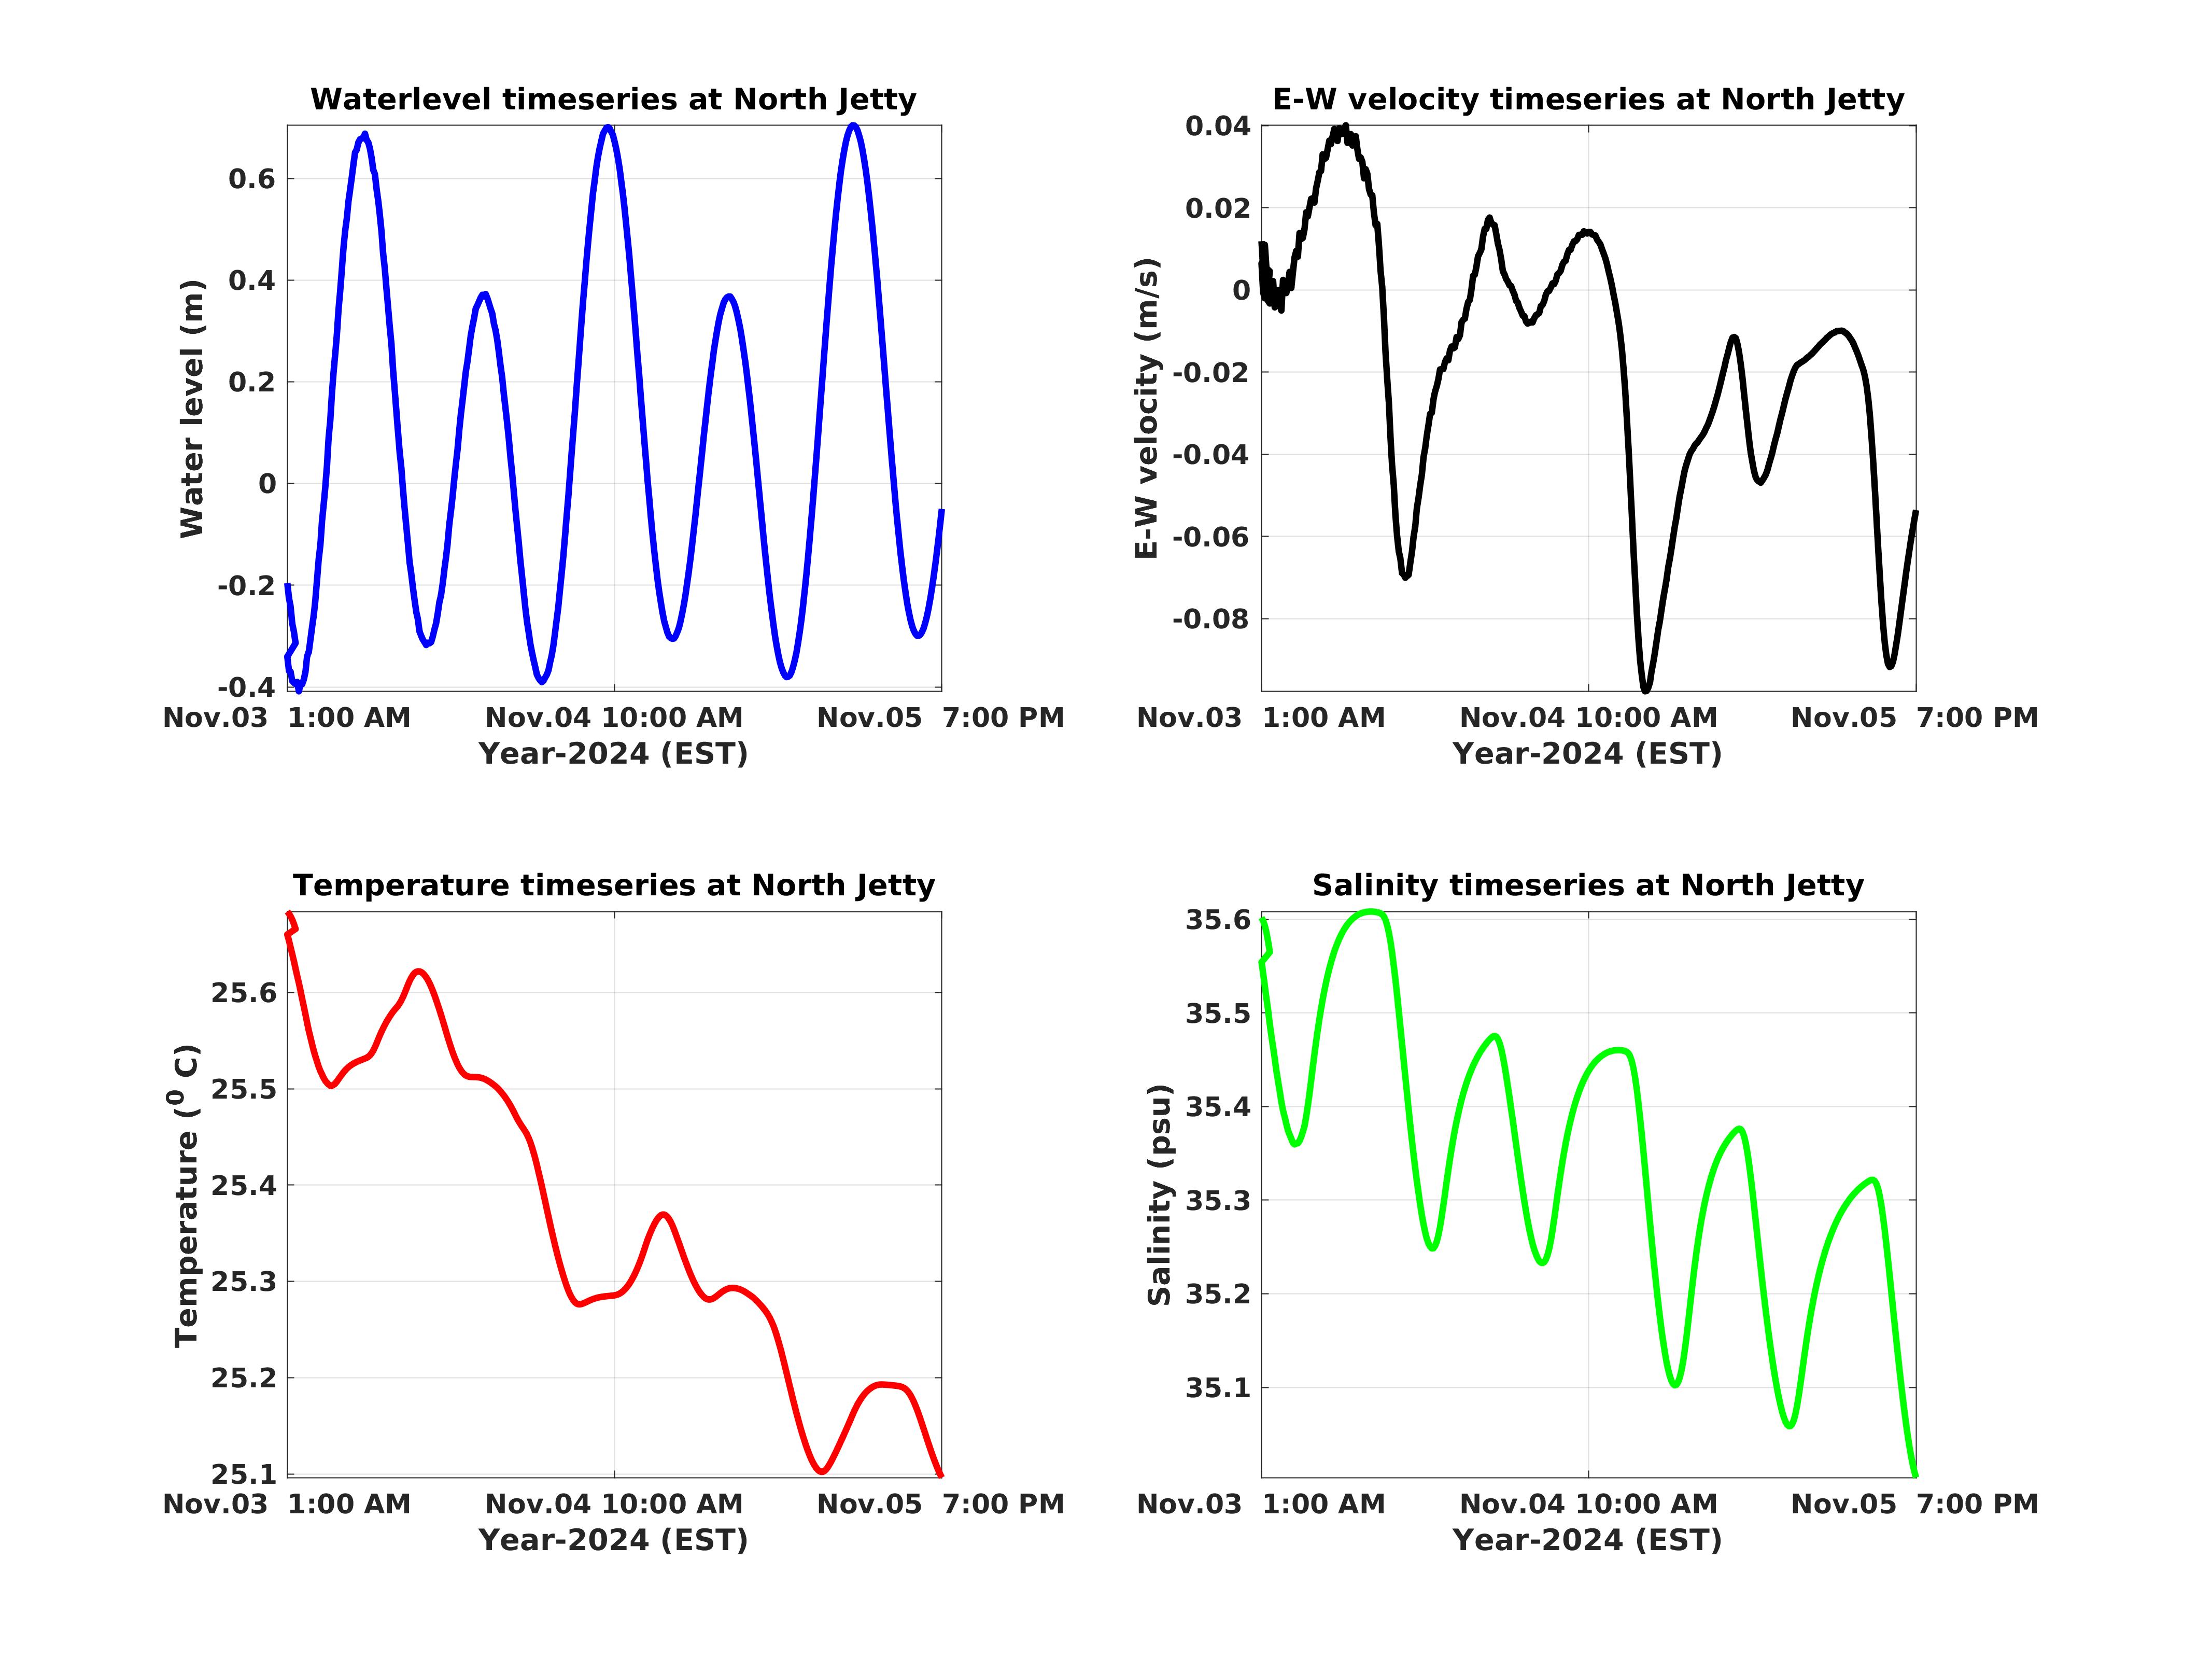 Waterlevel timeseries at North Jetty
0.6
0.4
0.2
0
-0.2
-0.4
Water level (m)
Nov.03 1:00 AM Nov.04 10:00 AM Nov.05 7:00 PM
Year-2024 (EST)
E-W velocity timeseries at North Jetty
0.04
0.02
0
-0.02
-0.04
-0.06
-0.08
E-W velocity (m/s)
Nov.03 1:00 AM Nov.04 10:00 AM Nov.05 7:00 PM
Year-2024 (EST)
Temperature timeseries at North Jetty
25.6
25.5
25.4
25.3
25.2
25.1
Temperature (⁰ C)
Nov.03 1:00 AM Nov.04 10:00 AM Nov.05 7:00 PM
Year-2024 (EST)
Salinity timeseries at North Jetty
35.6
35.5
35.4
35.3
35.2
35.1
Salinity (psu)
Nov.03 1:00 AM Nov.04 10:00 AM Nov.05 7:00 PM
Year-2024 (EST)